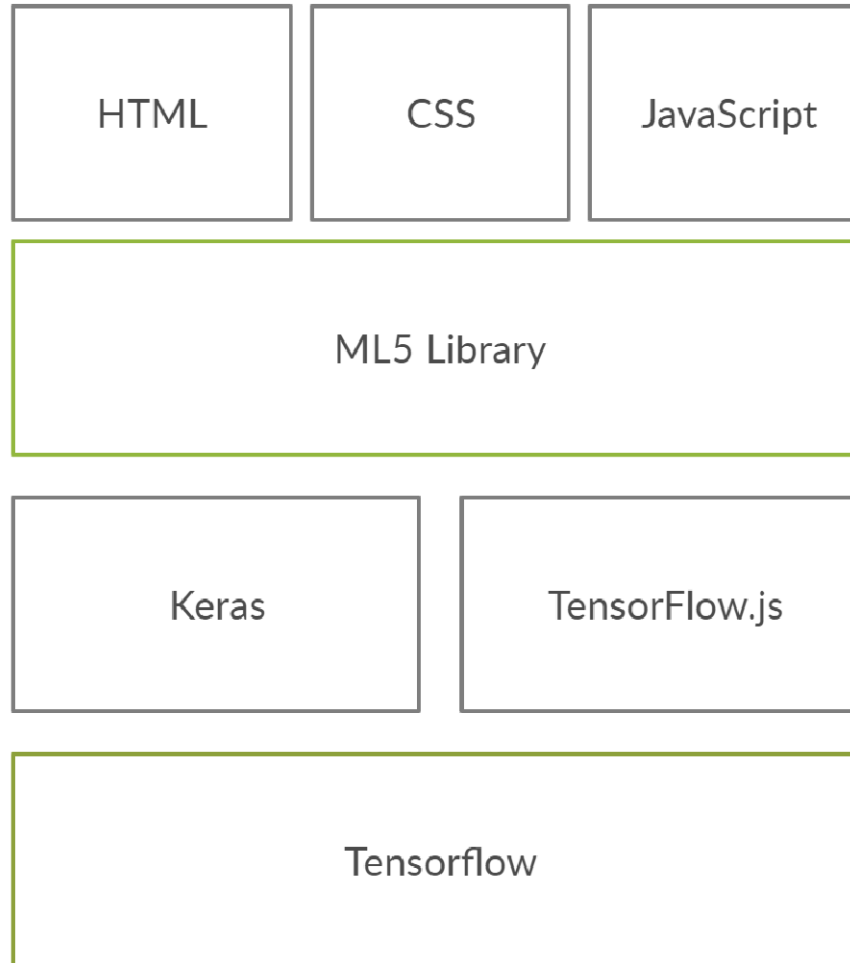 HTML
CSS
JavaScript
ML5 Library
Keras
TensorFlow.js
Tensorflow